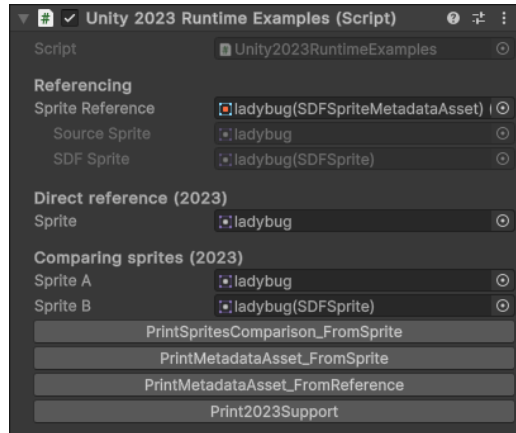 Unity 2023 Runtime Examples (Script)
Script Unity2023RuntimeExamples
Referencing
Sprite Reference ladybug(SDFSpriteMetadataAsset) (
Source Sprite ladybug
SDF Sprite ladybug(SDFSprite)
Direct reference (2023)
Sprite ladybug
Comparing sprites (2023)
Sprite A ladybug
Sprite B ladybug(SDFSprite)
PrintSpritesComparison_FromSprite
PrintMetadataAsset_FromSprite
PrintMetadataAsset_FromReference
Print2023Support